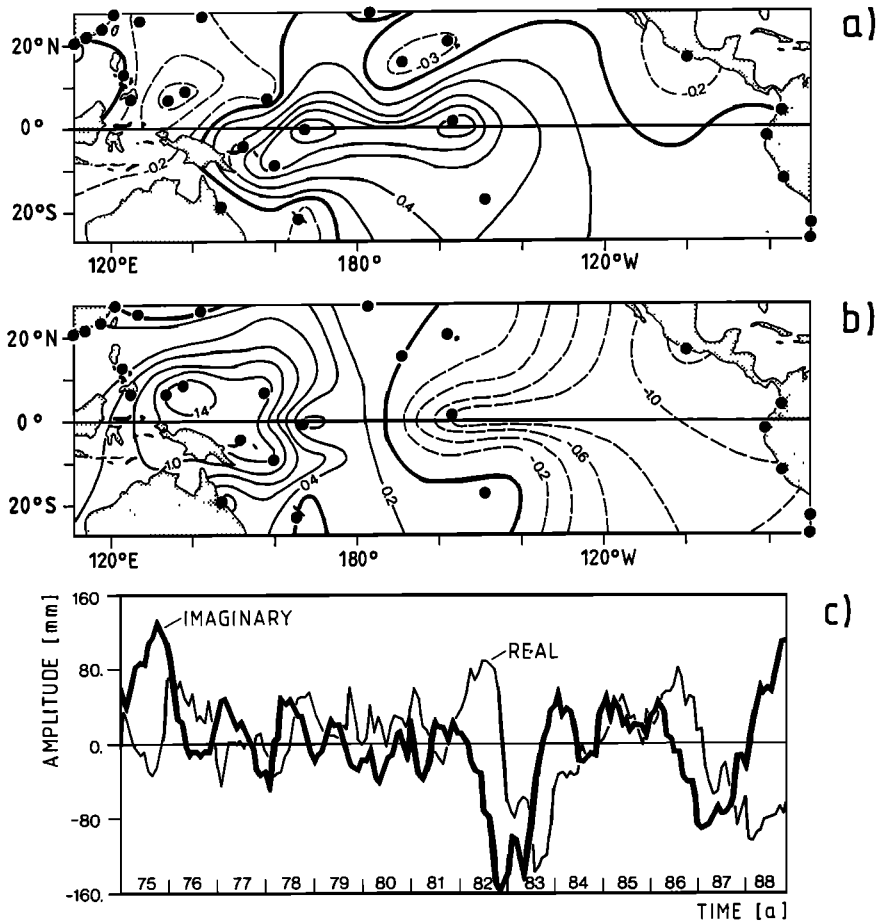 a)
20°N
0°
20°S
-0.3
-0.2
-0.2
0.4
120°E 180° 120°W
b)
20°N
0°
20°S
1.4
1.0
0.4
0.2
-0.2
-0.6
-1.0
120°E 180° 120°W
c)
AMPLITUDE [mm]
160
80.
0.
-80
-160.
IMAGINARY
REAL
75 76 77 78 79 80 81 82 83 84 85 86 87 88
TIME [a]